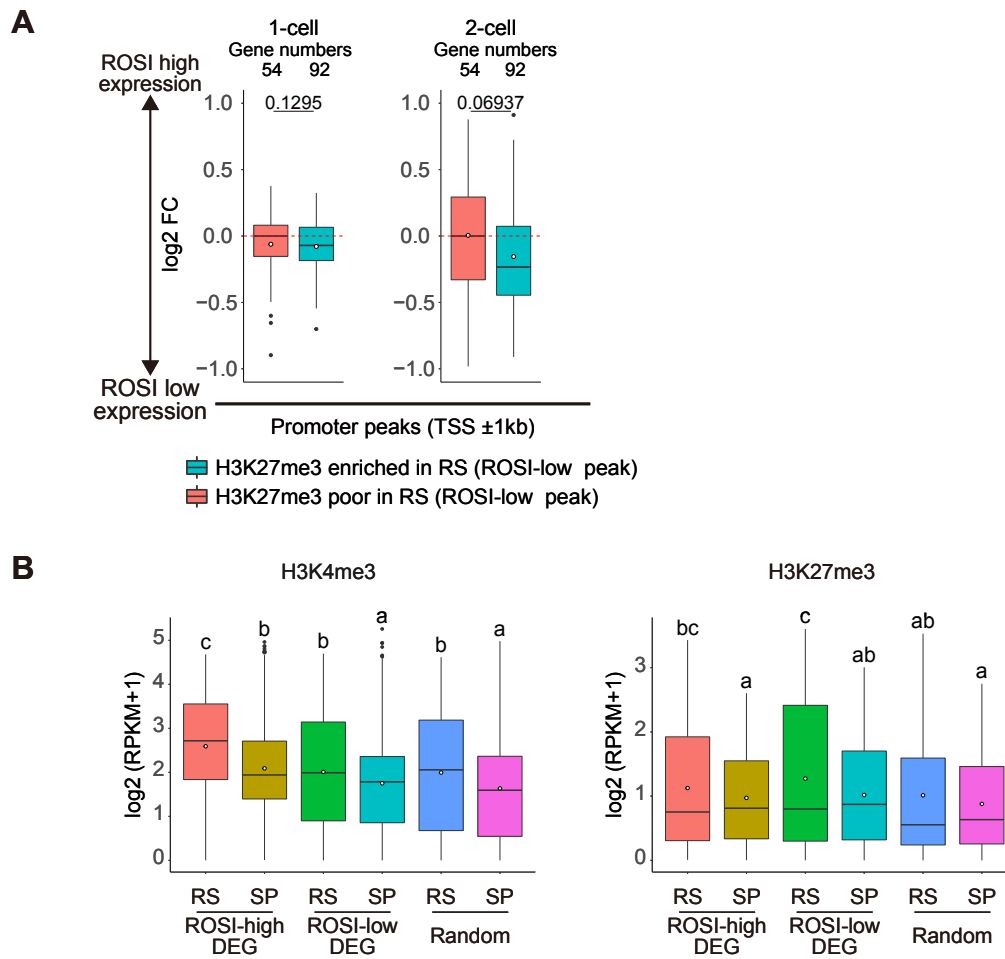 A
1-cell
Gene numbers
54 92
2-cell
Gene numbers
54 92
ROSI high
expression
log2 FC
ROSI low
expression
1.0
0.5
0.0
−0.5
−1.0
0.1295
1.0
0.5
0.0
−0.5
−1.0
0.06937
Promoter peaks (TSS ±1kb)
H3K27me3 enriched in RS (ROSI-low peak)
H3K27me3 poor in RS (ROSI-low peak)
B
H3K4me3
log2 (RPKM+1)
5
4
3
2
1
0
c b b a b a
RS SP RS SP RS SP
ROSI-high
DEG
ROSI-low
DEG
Random
H3K27me3
log2 (RPKM+1)
3
2
1
0
bc a c ab ab a
RS SP RS SP RS SP
ROSI-high
DEG
ROSI-low
DEG
Random